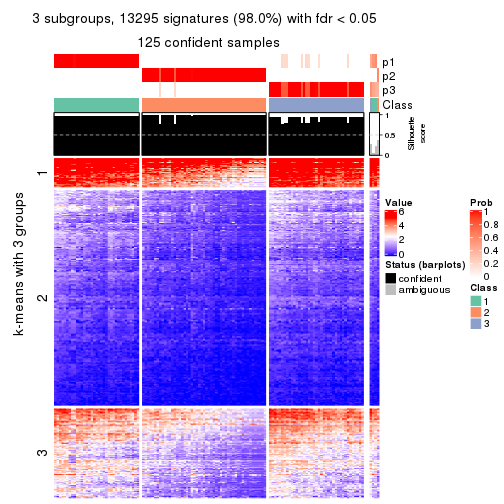 3 subgroups, 13295 signatures (98.0%) with fdr < 0.05
125 confident samples
p1
p2
p3
Class
1
0.5
0
Silhouette
score
k-means with 3 groups
1
2
3
Value
6
4
2
0
Status (barplots)
confident
ambiguous
Prob
1
0.8
0.6
0.4
0.2
0
Class
1
2
3